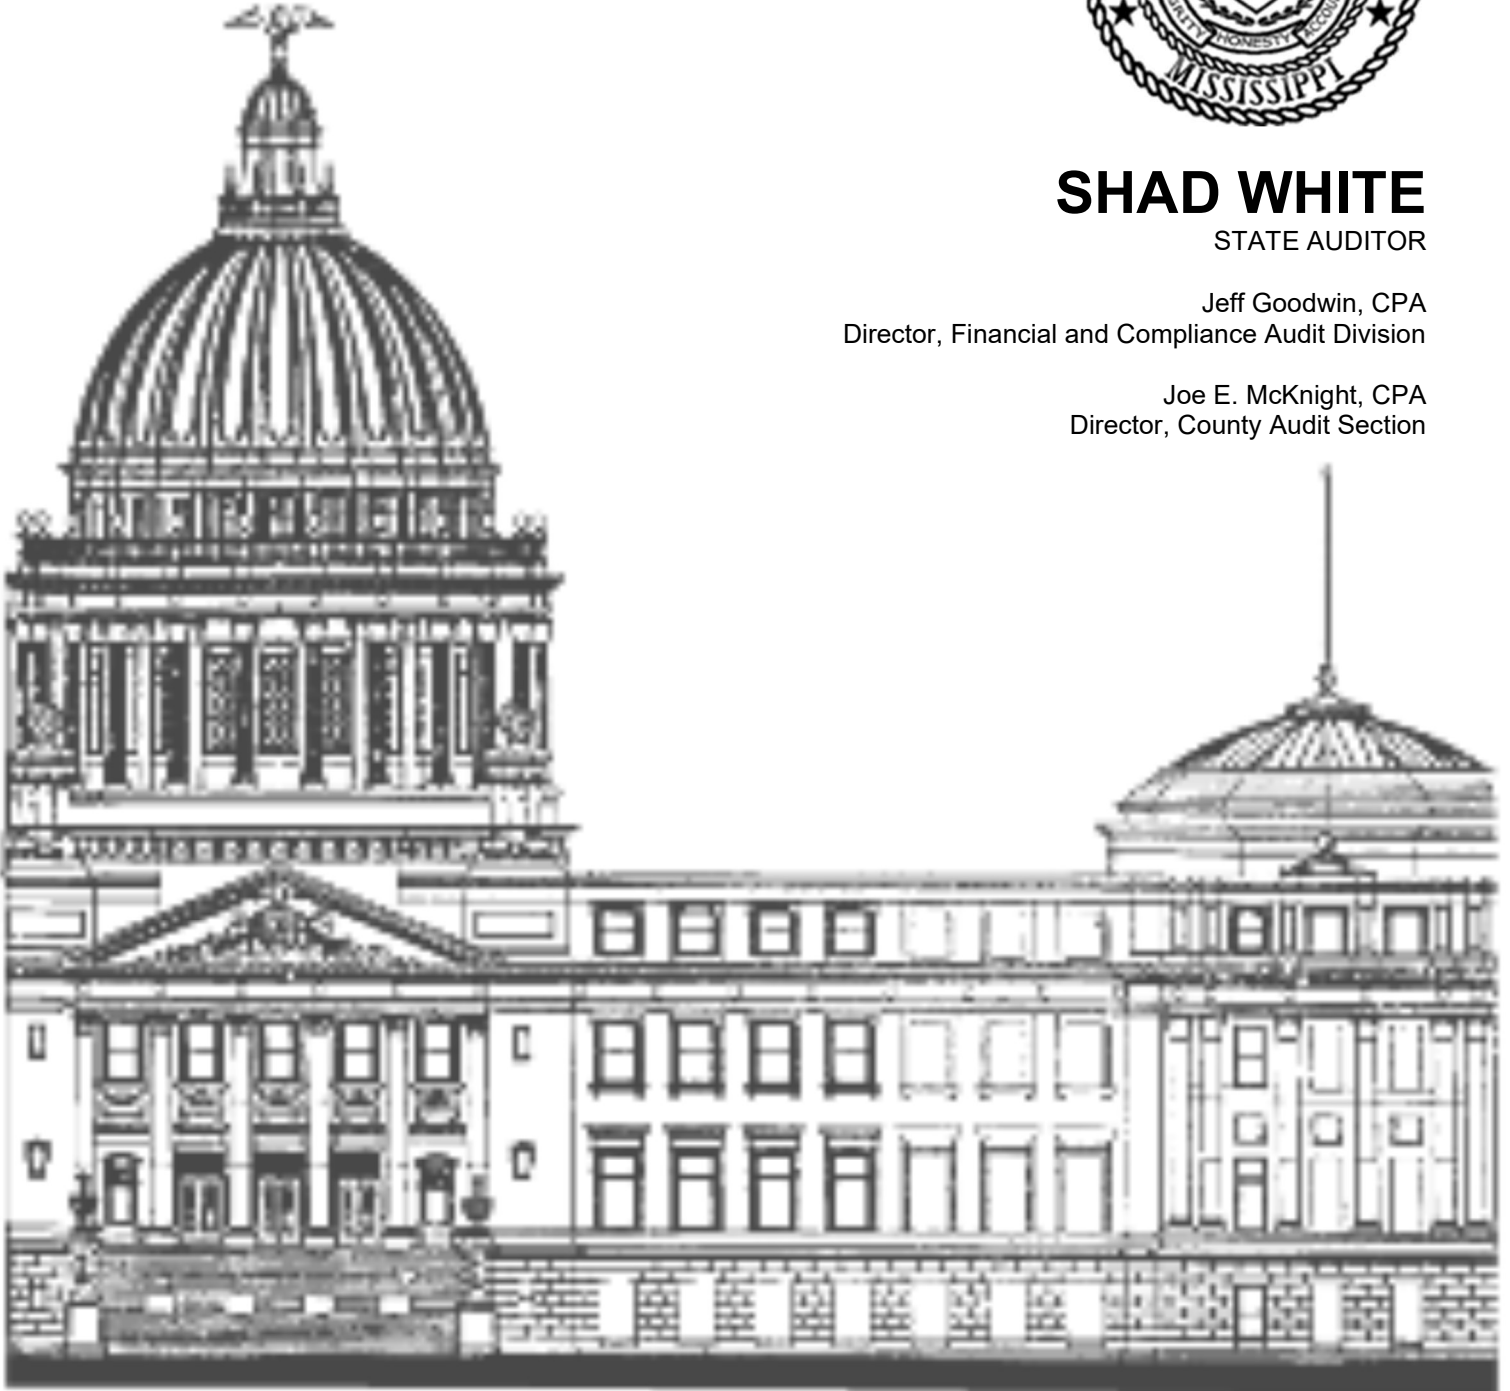 HONESTY
MISSISSIPPI
SHAD WHITE
STATE AUDITOR
Jeff Goodwin, CPA
Director, Financial and Compliance Audit Division
Joe E. McKnight, CPA
Director, County Audit Section